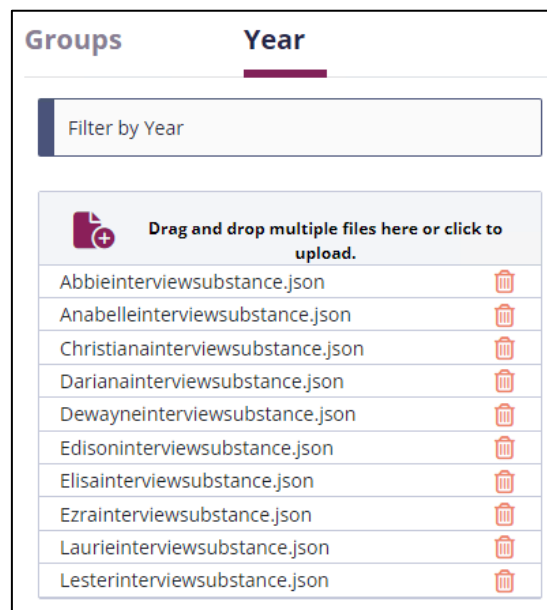 Groups Year
Filter by Year
Drag and drop multiple files here or click to
upload.
Abbieinterviewsubstance.json
Anabelleinterviewsubstance.json
Christianainterviewsubstance.json
Darianainterviewsubstance.json
Dewayneinterviewsubstance.json
Edisoninterviewsubstance.json
Elisainterviewsubstance.json
Ezrainterviewsubstance.json
Laurieinterviewsubstance.json
Lesterinterviewsubstance.json